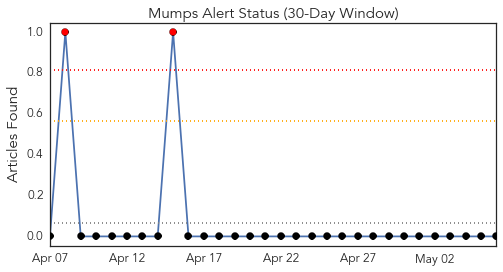 Mumps Alert Status (30-Day Window)
Articles Found
1.0
0.8
0.6
0.4
0.2
0.0
Apr 07 Apr 12 Apr 17 Apr 22 Apr 27 May 02